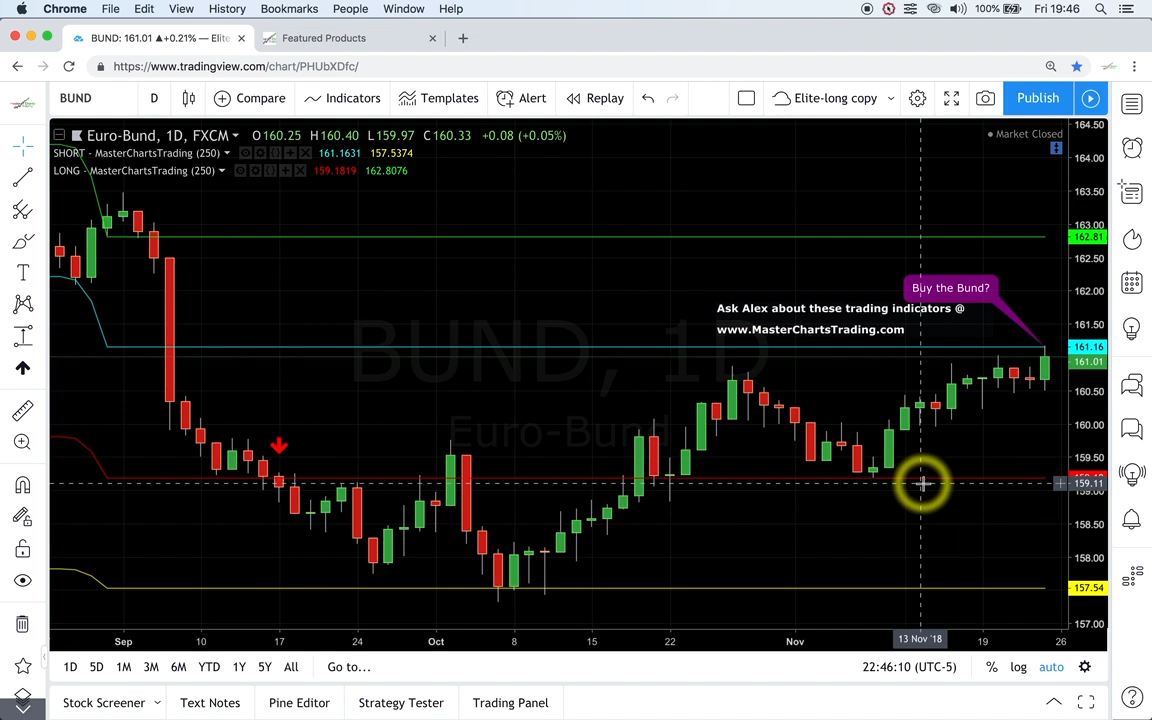 Chrome File Edit View History Bookmarks People Window Help 100% Fri 19:46
BUND: 161.01 ▲+0.21% — Elite Featured Products
https://www.tradingview.com/chart/PHUbXDfc/
BUND D Compare Indicators Templates Alert Replay Elite-long copy Publish
Euro-Bund, 1D, FXCM O160.25 H160.40 L159.97 C160.33 +0.08 (+0.05%) Market Closed
SHORT - MasterChartsTrading (250) 161.1631 157.5374
LONG - MasterChartsTrading (250) 159.1819 162.8076
Buy the Bund?
Ask Alex about these trading indicators @
www.MasterChartsTrading.com
BUND, 1D
Euro-Bund
164.50
164.00
163.50
163.00
162.81
162.50
162.00
161.50
161.16
161.01
160.50
160.00
159.50
159.11
159.00
158.50
158.00
157.54
157.00
Sep 10 17 24 Oct 8 15 22 Nov 13 Nov '18 19 26
1D 5D 1M 3M 6M YTD 1Y 5Y All Go to... 22:46:10 (UTC-5) % log auto
Stock Screener Text Notes Pine Editor Strategy Tester Trading Panel